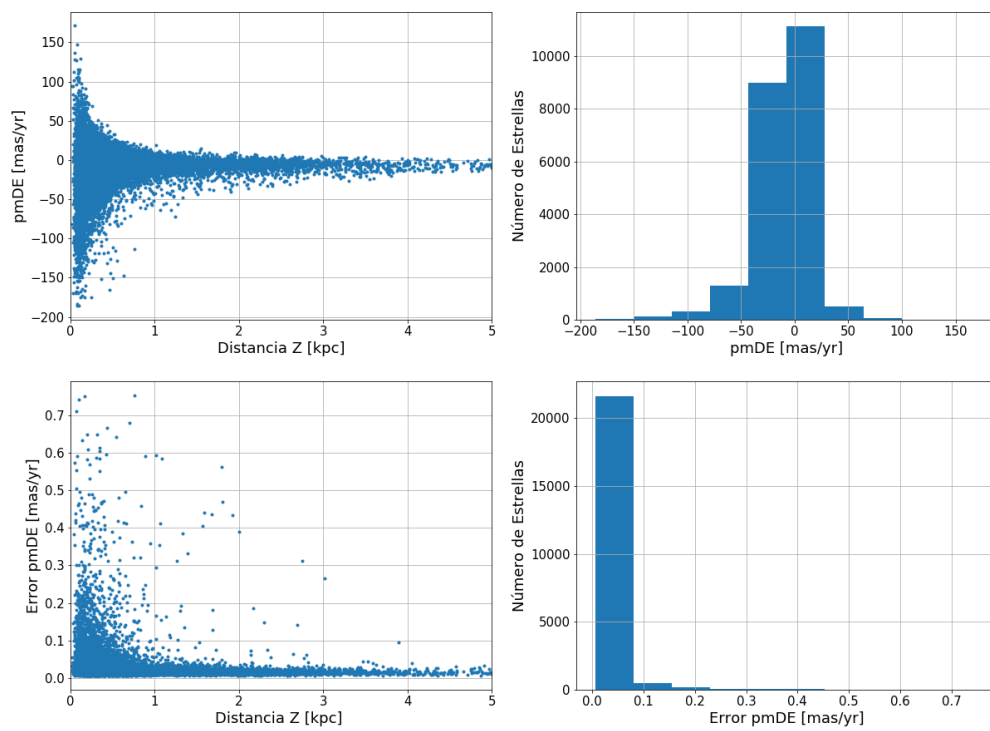 150
100
50
0
−50
−100
−150
−200
pmDE [mas/yr]
0 1 2 3 4 5
Distancia Z [kpc]
10000
8000
6000
4000
2000
0
Número de Estrellas
−200 −150 −100 −50 0 50 100 150
pmDE [mas/yr]
0.7
0.6
0.5
0.4
0.3
0.2
0.1
0.0
Error pmDE [mas/yr]
0 1 2 3 4 5
Distancia Z [kpc]
20000
15000
10000
5000
0
Número de Estrellas
0.0 0.1 0.2 0.3 0.4 0.5 0.6 0.7
Error pmDE [mas/yr]